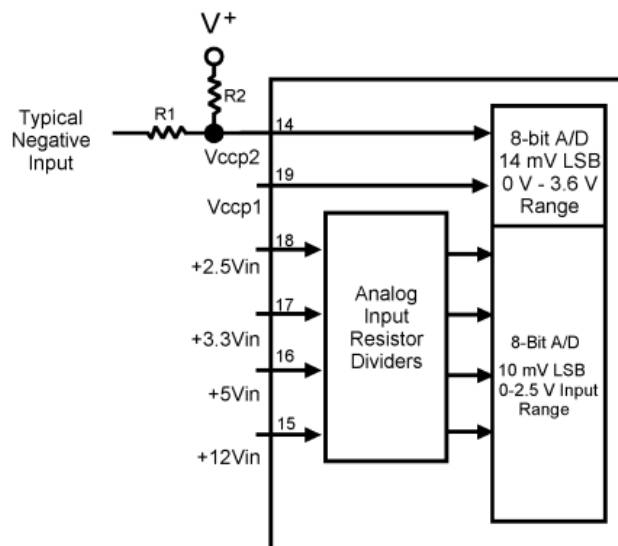 V+
R2
R1
Typical
Negative
Input
14
Vccp2
19
Vccp1
8-bit A/D
14 mV LSB
0 V - 3.6 V
Range
18
+2.5Vin
17
+3.3Vin
16
+5Vin
15
+12Vin
Analog
Input
Resistor
Dividers
8-Bit A/D
10 mV LSB
0-2.5 V Input
Range